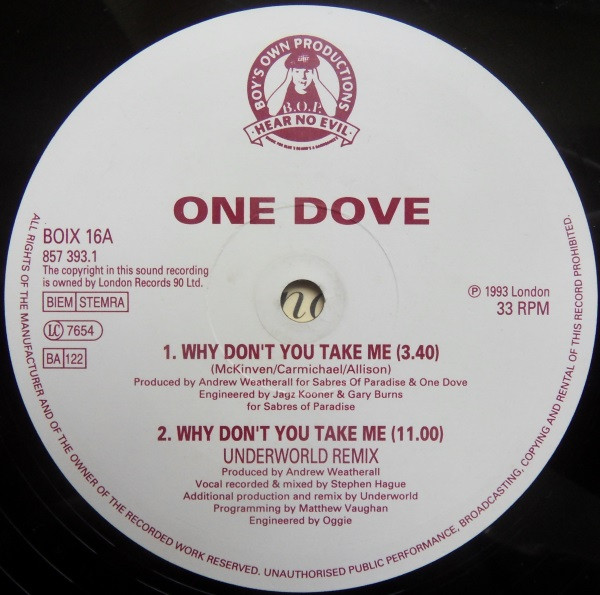 BOY'S OWN PRODUCTIONS
B.O.P.
·HEAR NO EVIL·
ONE DOVE
BOIX 16A
857 393.1
The copyright in this sound recording
is owned by London Records 90 Ltd.
BIEM STEMRA
LC 7654
BA 122
℗ 1993 London
33 RPM
1. WHY DON'T YOU TAKE ME (3.40)
(McKinven/Carmichael/Allison)
Produced by Andrew Weatherall for Sabres Of Paradise & One Dove
Engineered by Jagz Kooner & Gary Burns
for Sabres of Paradise
2. WHY DON'T YOU TAKE ME (11.00)
UNDERWORLD REMIX
Produced by Andrew Weatherall
Vocal recorded & mixed by Stephen Hague
Additional production and remix by Underworld
Programming by Matthew Vaughan
Engineered by Oggie
ALL RIGHTS OF THE MANUFACTURER AND OF THE OWNER OF THE RECORDED WORK RESERVED. UNAUTHORISED PUBLIC PERFORMANCE, BROADCASTING, COPYING AND RENTAL OF THIS RECORD PROHIBITED.